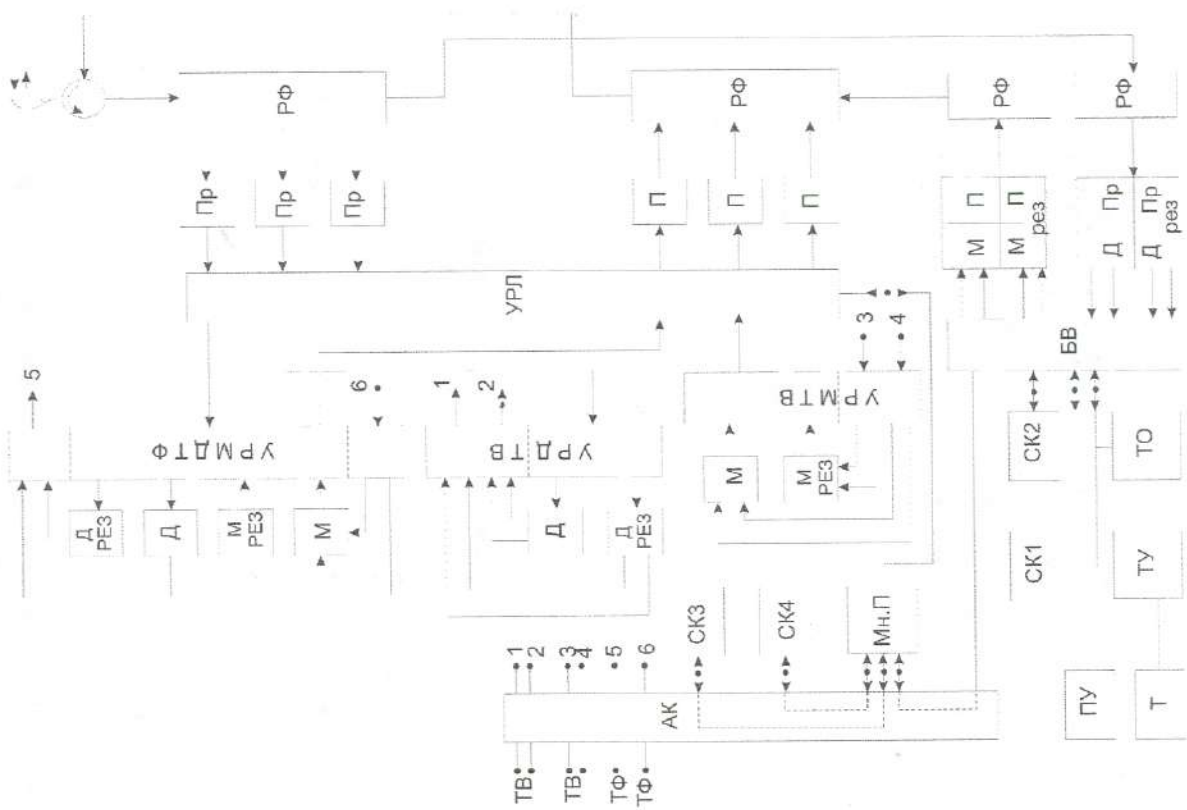 РФ
РФ
РФ
РФ
Пр
Пр
Пр
П
П
П
М П
М П
рез
Д Пр
Д Пр
рез
УРЛ
5
6
1
2
3
4
БВ
УРМДТФ
УРД ТВ
УРМТВ
Д
РЕЗ
Д
М
РЕЗ
М
Д
Д
РЕЗ
М
М
РЕЗ
СК2
ТО
СК1
ТУ
СК3
СК4
Мн.П
1
2
3
4
5
6
АК
ПУ
Т
ТВ
ТВ
ТФ
ТФ